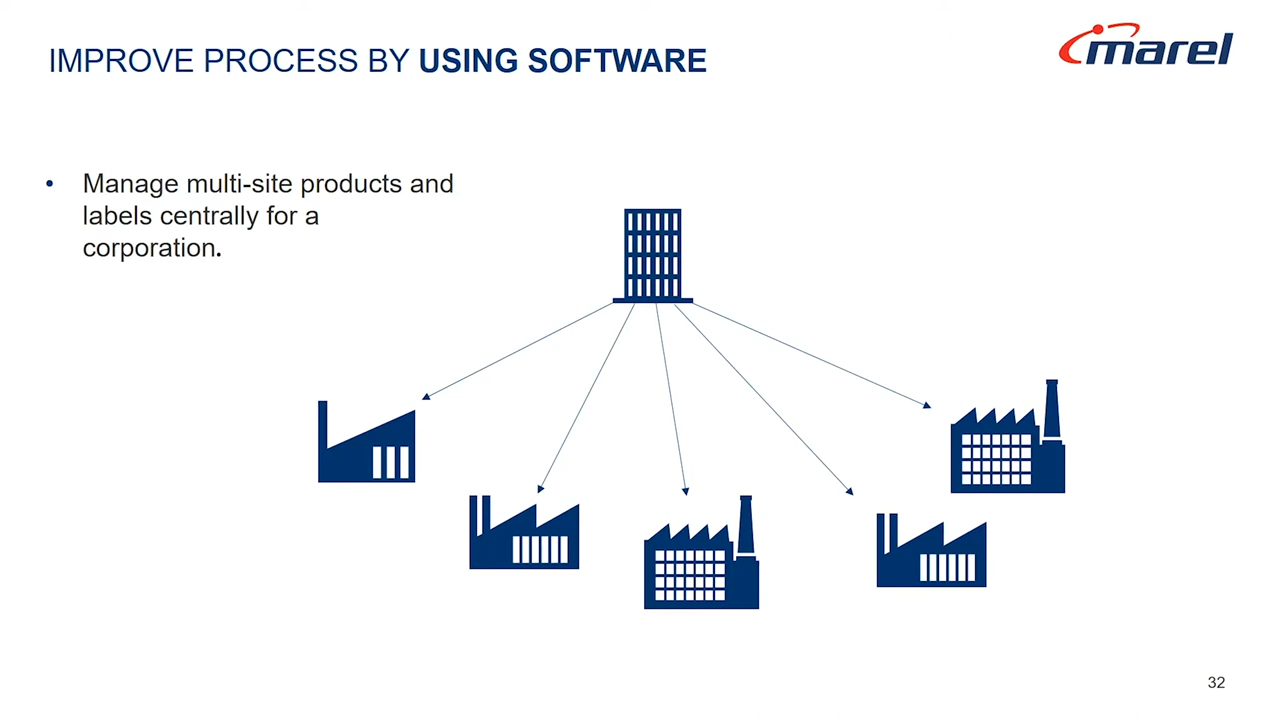 IMPROVE PROCESS BY USING SOFTWARE
marel
• Manage multi-site products and
labels centrally for a
corporation.
32